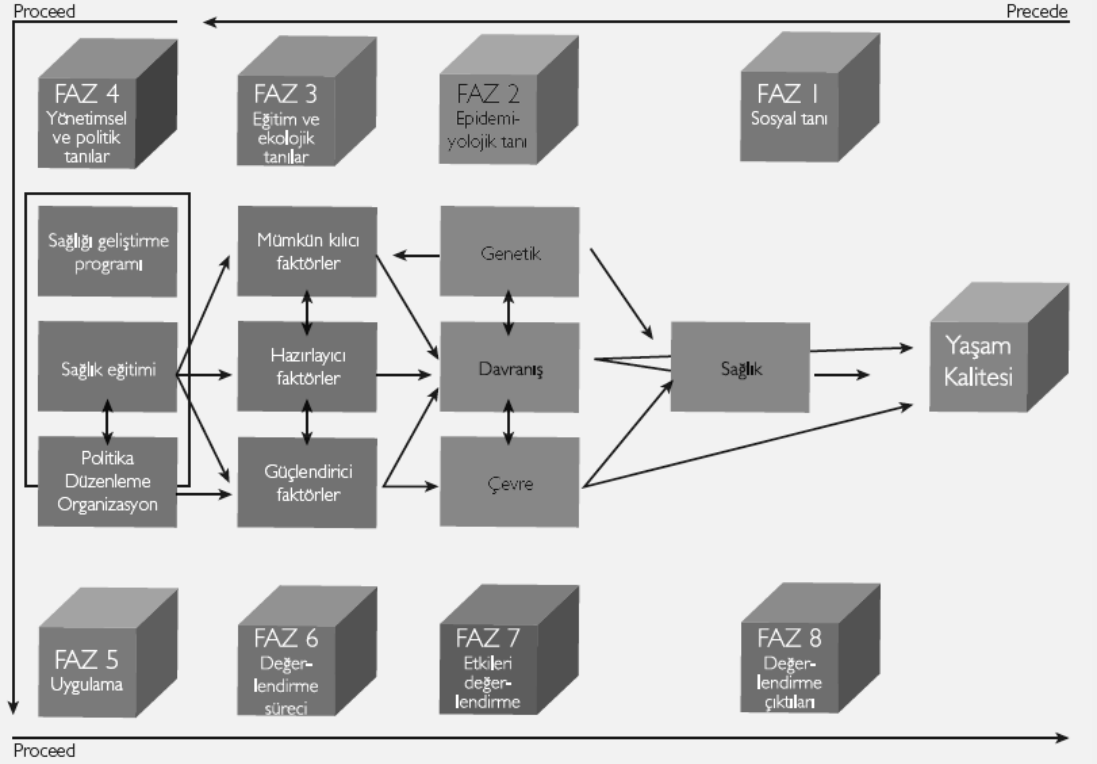 Proceed
Precede
FAZ 4
Yönetimsel
ve politik
tanılar
FAZ 3
Eğitim ve
ekolojik
tanılar
FAZ 2
Epidemi-
yolojik tanı
FAZ 1
Sosyal tanı
Sağlığı geliştirme
programı
Mümkün kılıcı
faktörler
Genetik
Sağlık eğitimi
Hazırlayıcı
faktörler
Davranış
Sağlık
Yaşam
Kalitesi
Politika
Düzenleme
Organizasyon
Güçlendirici
faktörler
Çevre
FAZ 5
Uygulama
FAZ 6
Değer-
lendirme
süreci
FAZ 7
Etkileri
değer-
lendirme
FAZ 8
Değer-
lendirme
çıktıları
Proceed